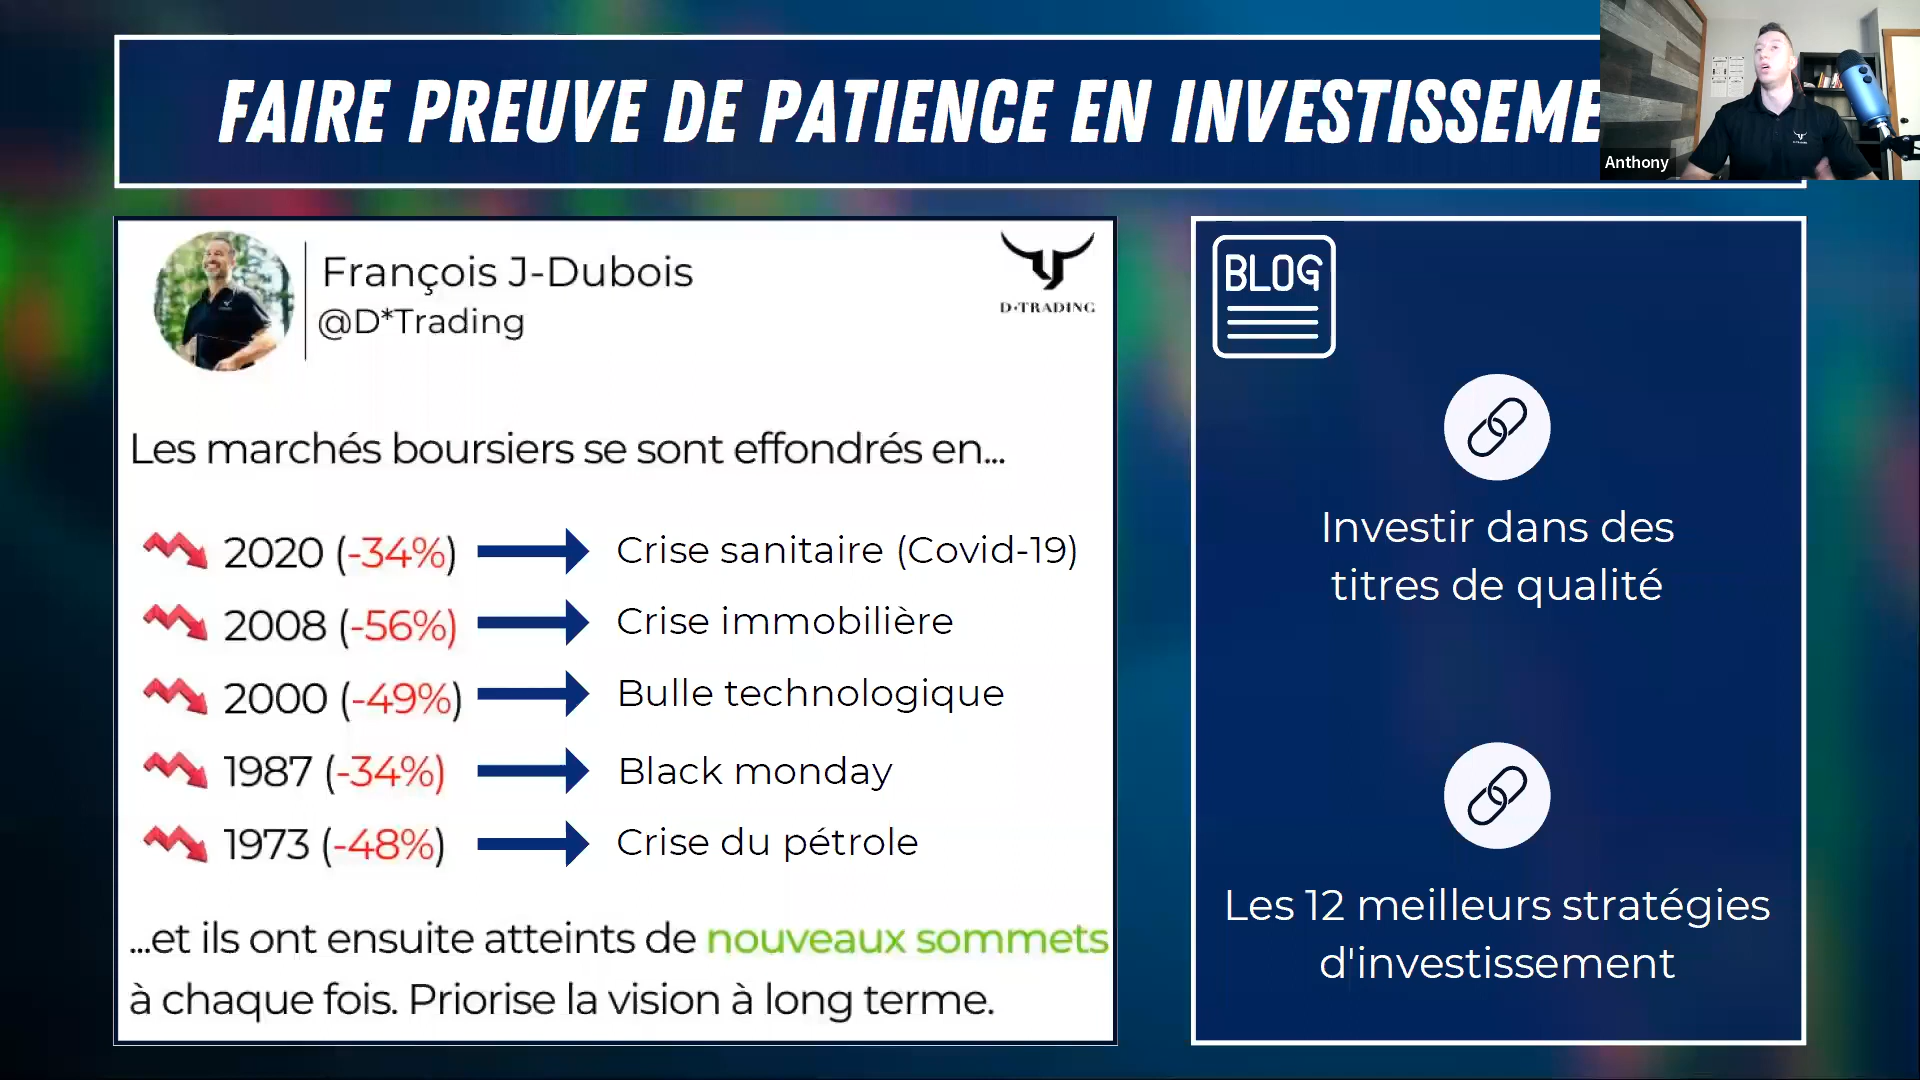 FAIRE PREUVE DE PATIENCE EN INVESTISSEME
Anthony
François J-Dubois
@D*Trading
D•TRADING
Les marchés boursiers se sont effondrés en...
2020 (-34%) Crise sanitaire (Covid-19)
2008 (-56%) Crise immobilière
2000 (-49%) Bulle technologique
1987 (-34%) Black monday
1973 (-48%) Crise du pétrole
...et ils ont ensuite atteints de nouveaux sommets
à chaque fois. Priorise la vision à long terme.
BLOG
Investir dans des
titres de qualité
Les 12 meilleurs stratégies
d'investissement